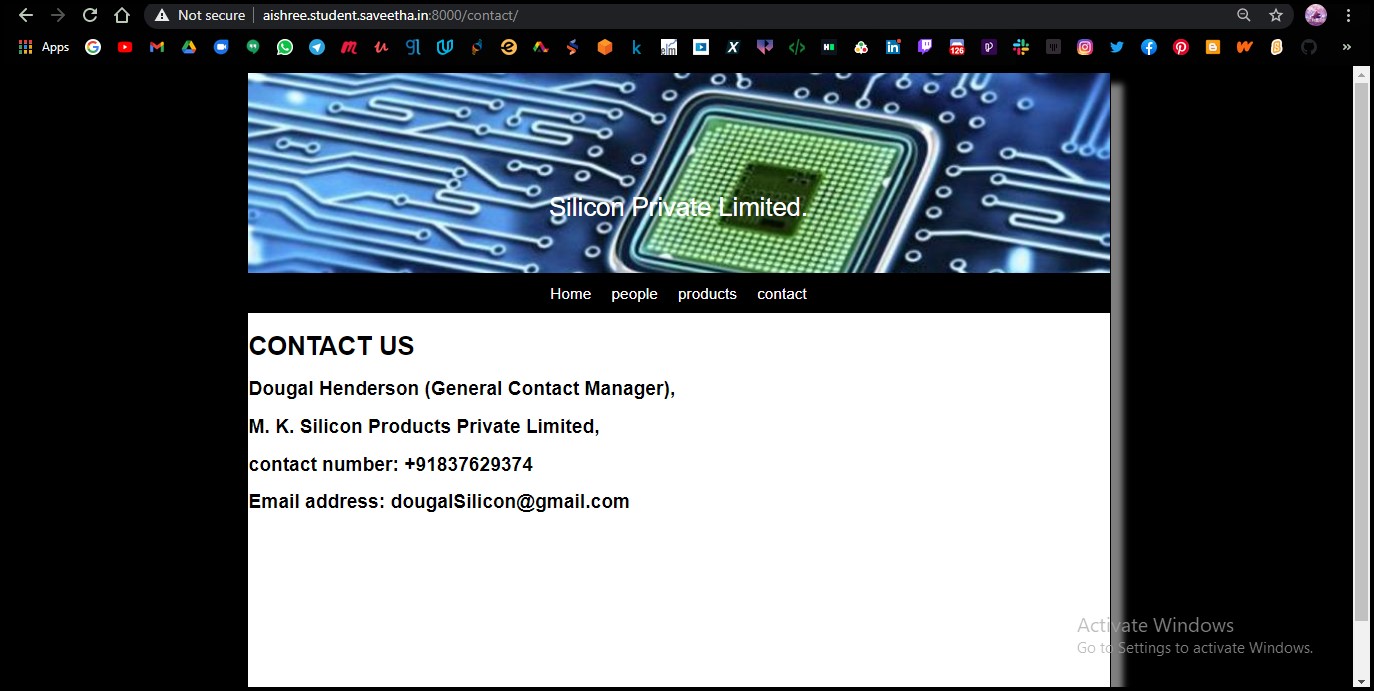 Not secure aishree.student.saveetha.in:8000/contact/
Apps
Silicon Private Limited.
Home people products contact
CONTACT US
Dougal Henderson (General Contact Manager),
M. K. Silicon Products Private Limited,
contact number: +91837629374
Email address: dougalSilicon@gmail.com
Activate Windows
Go to Settings to activate Windows.